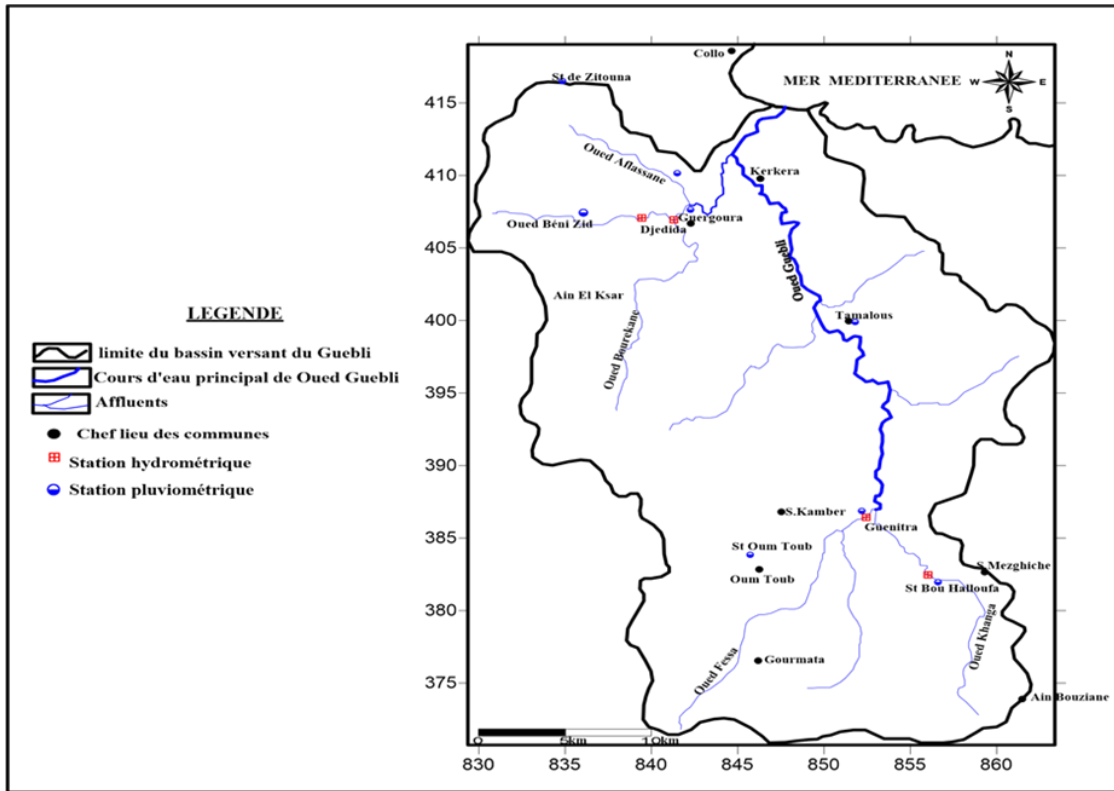 Collo
N
MER MEDITERRANEE
W
E
S
St de Zitouna
415
Oued Aflassane
410
Kerkera
Guergoura
Oued Béni Zid
Djedida
405
Oued Guebli
Ain El Ksar
LEGENDE
Tamalous
400
limite du bassin versant du Guebli
Oued Bourekane
Cours d'eau principal de Oued Guebli
395
Affluents
Chef lieu des communes
Station hydrométrique
390
Station pluviométrique
S.Kamber
Guenitra
385
St Oum Toub
S.Mezghiche
Oum Toub
St Bou Halloufa
380
Oued Khanga
Oued Fessa
Gourmata
375
Ain Bouziane
0
5km
10km
830 835 840 845 850 855 860